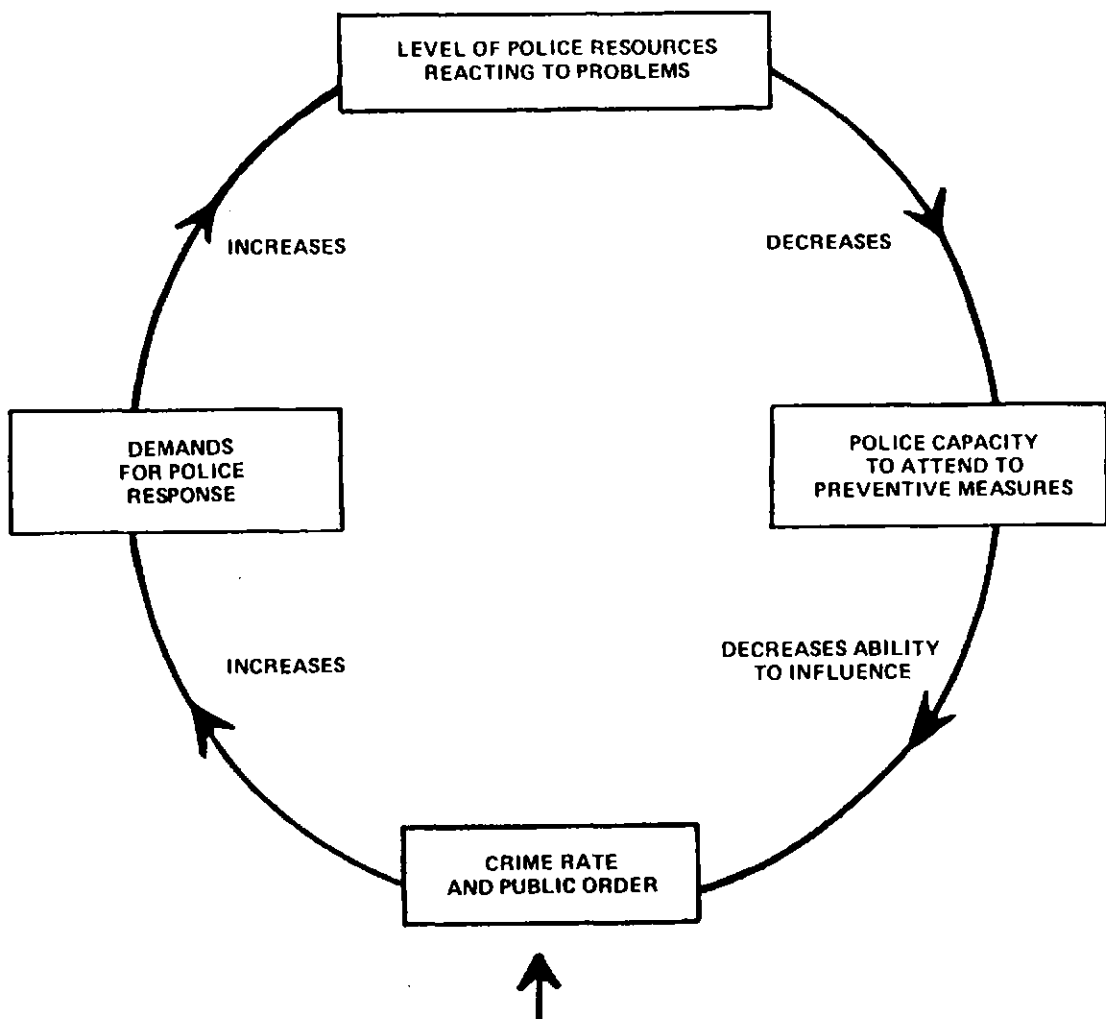 LEVEL OF POLICE RESOURCES
REACTING TO PROBLEMS
INCREASES
DECREASES
DEMANDS
FOR POLICE
RESPONSE
POLICE CAPACITY
TO ATTEND TO
PREVENTIVE MEASURES
INCREASES
DECREASES ABILITY
TO INFLUENCE
CRIME RATE
AND PUBLIC ORDER